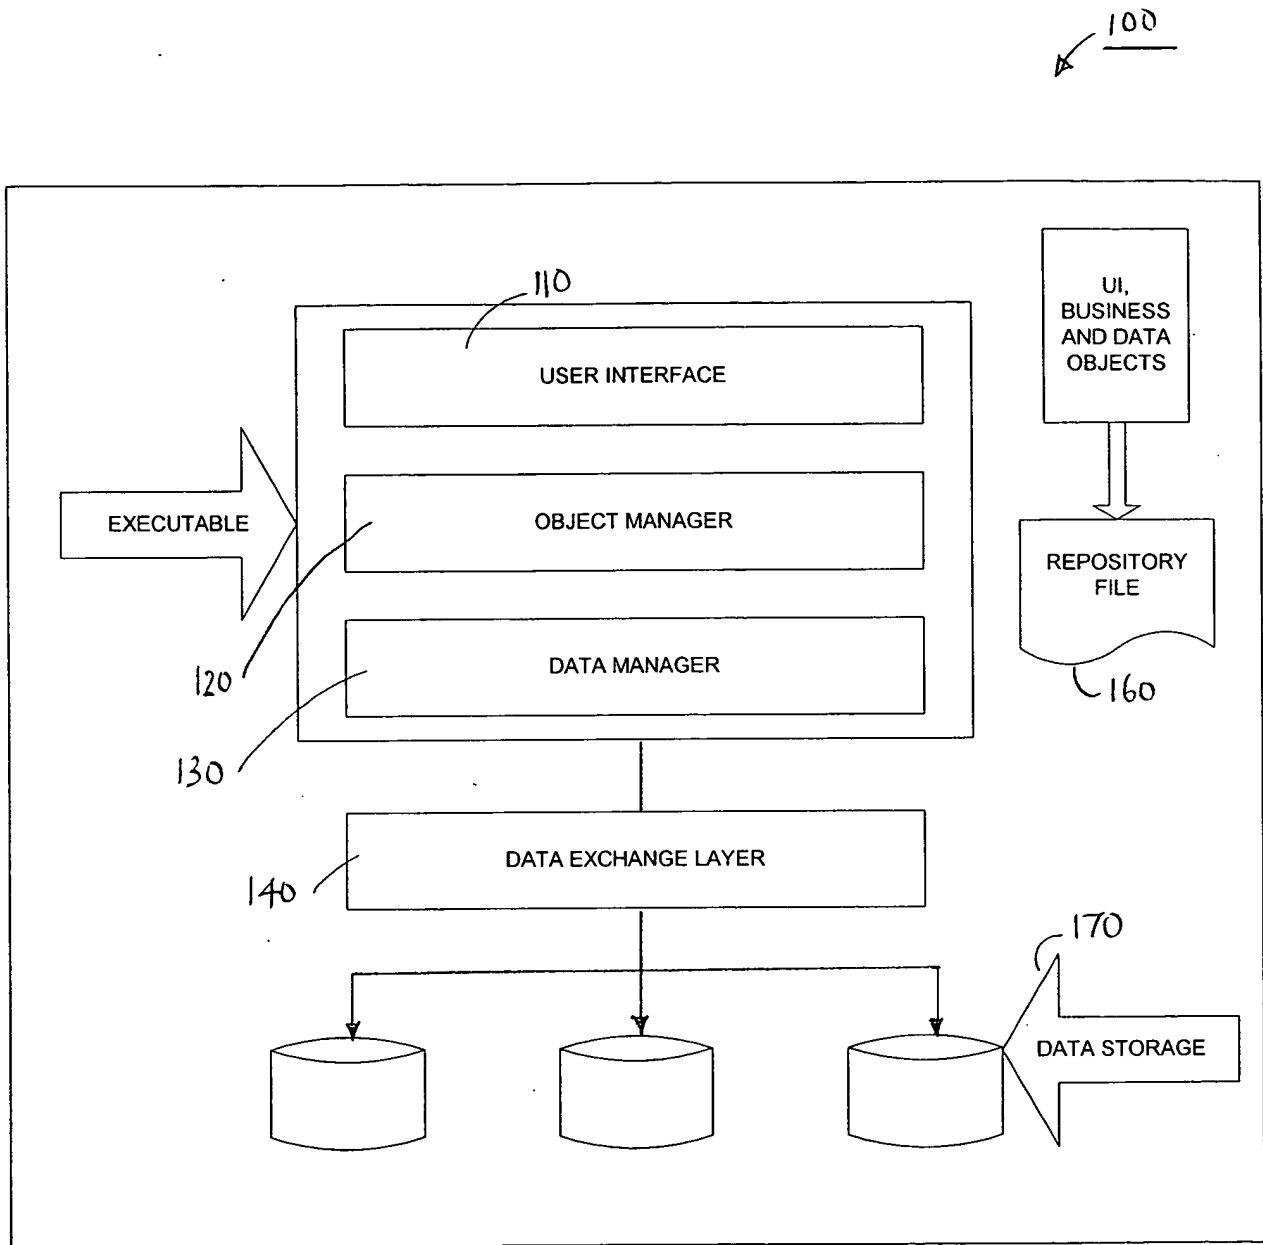 100
110
USER INTERFACE
UI,
BUSINESS
AND DATA
OBJECTS
EXECUTABLE
OBJECT MANAGER
REPOSITORY
FILE
120
DATA MANAGER
160
130
DATA EXCHANGE LAYER
140
170
DATA STORAGE